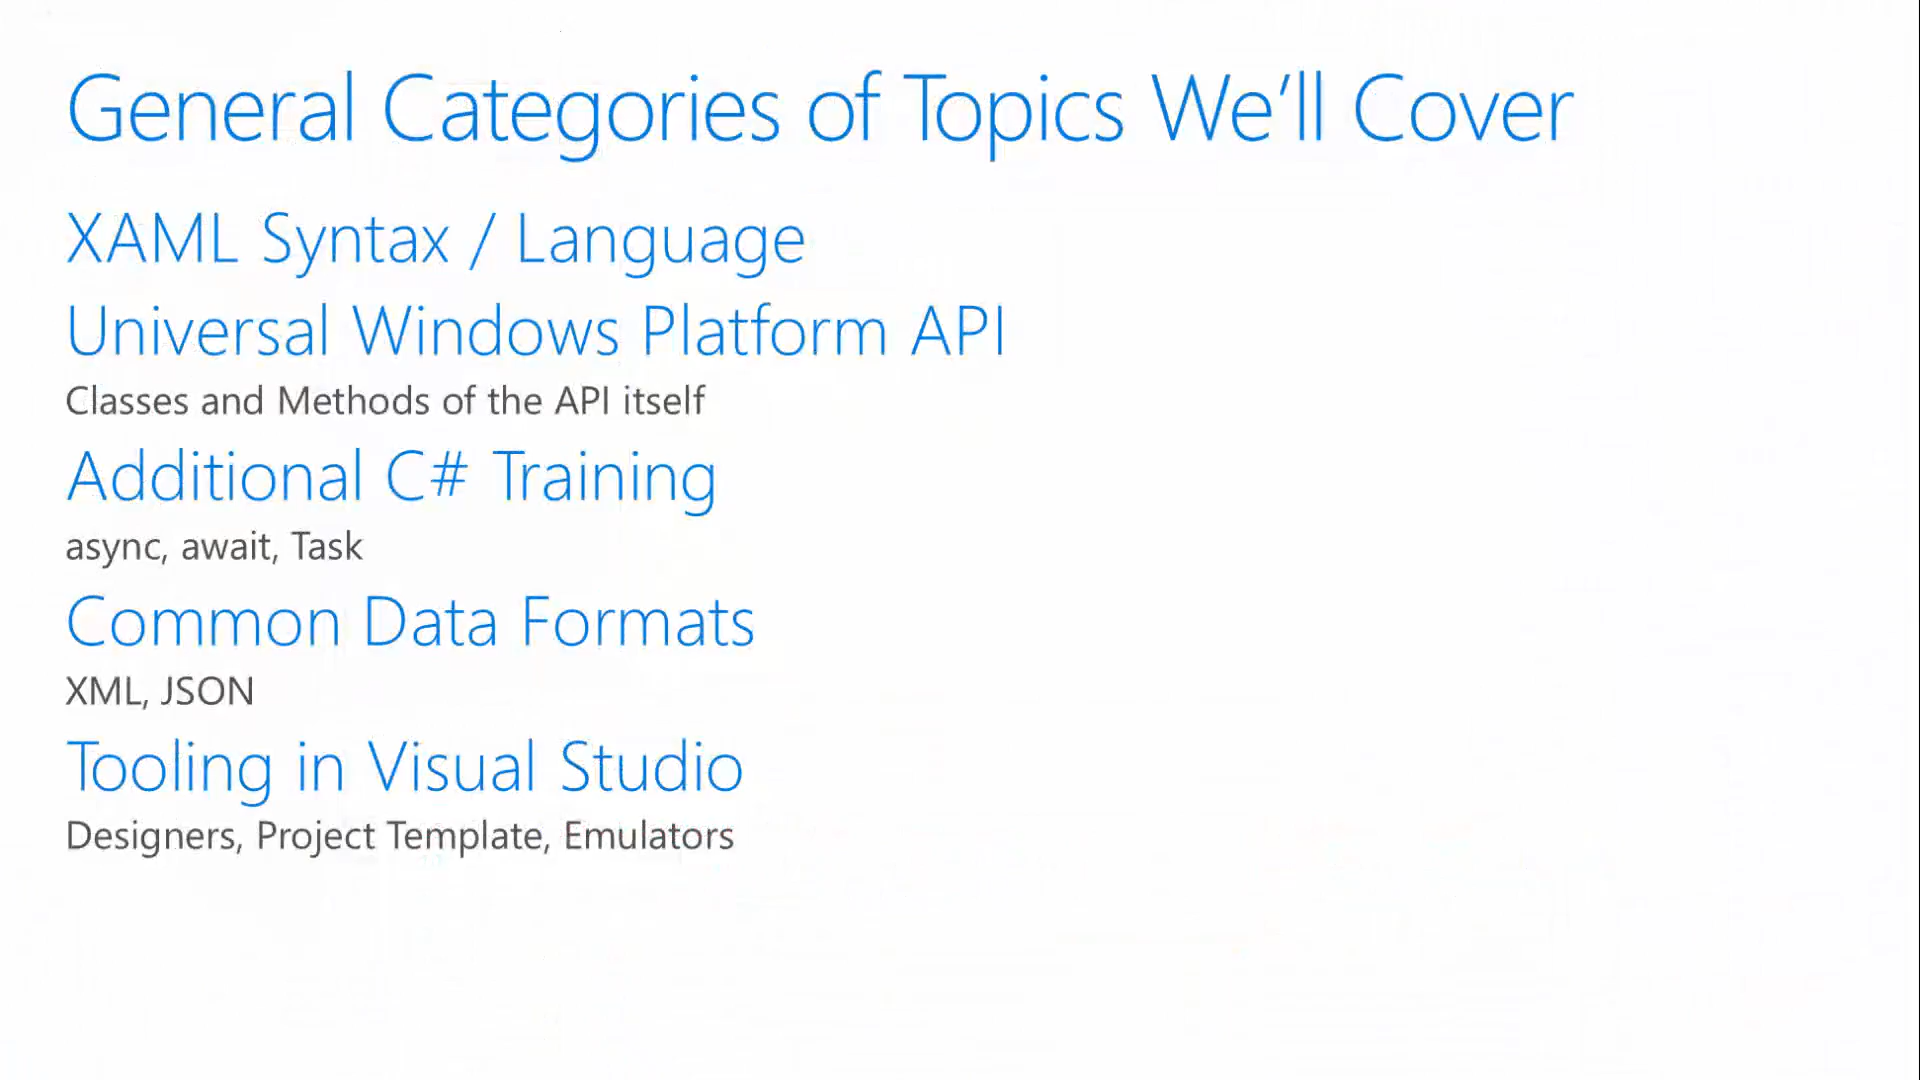 General Categories of Topics We’ll Cover
XAML Syntax / Language
Universal Windows Platform API
Classes and Methods of the API itself
Additional C# Training
async, await, Task
Common Data Formats
XML, JSON
Tooling in Visual Studio
Designers, Project Template, Emulators